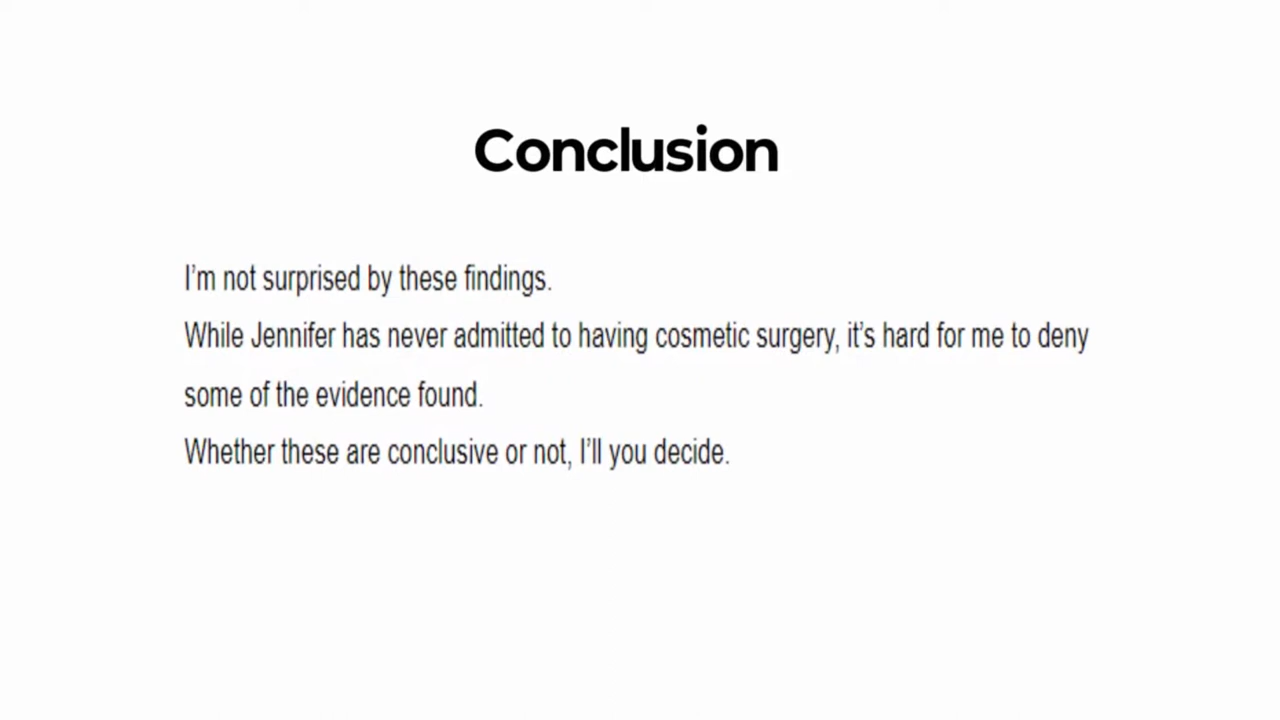 Conclusion
I'm not surprised by these findings.
While Jennifer has never admitted to having cosmetic surgery, it's hard for me to deny
some of the evidence found.
Whether these are conclusive or not, I'll you decide.